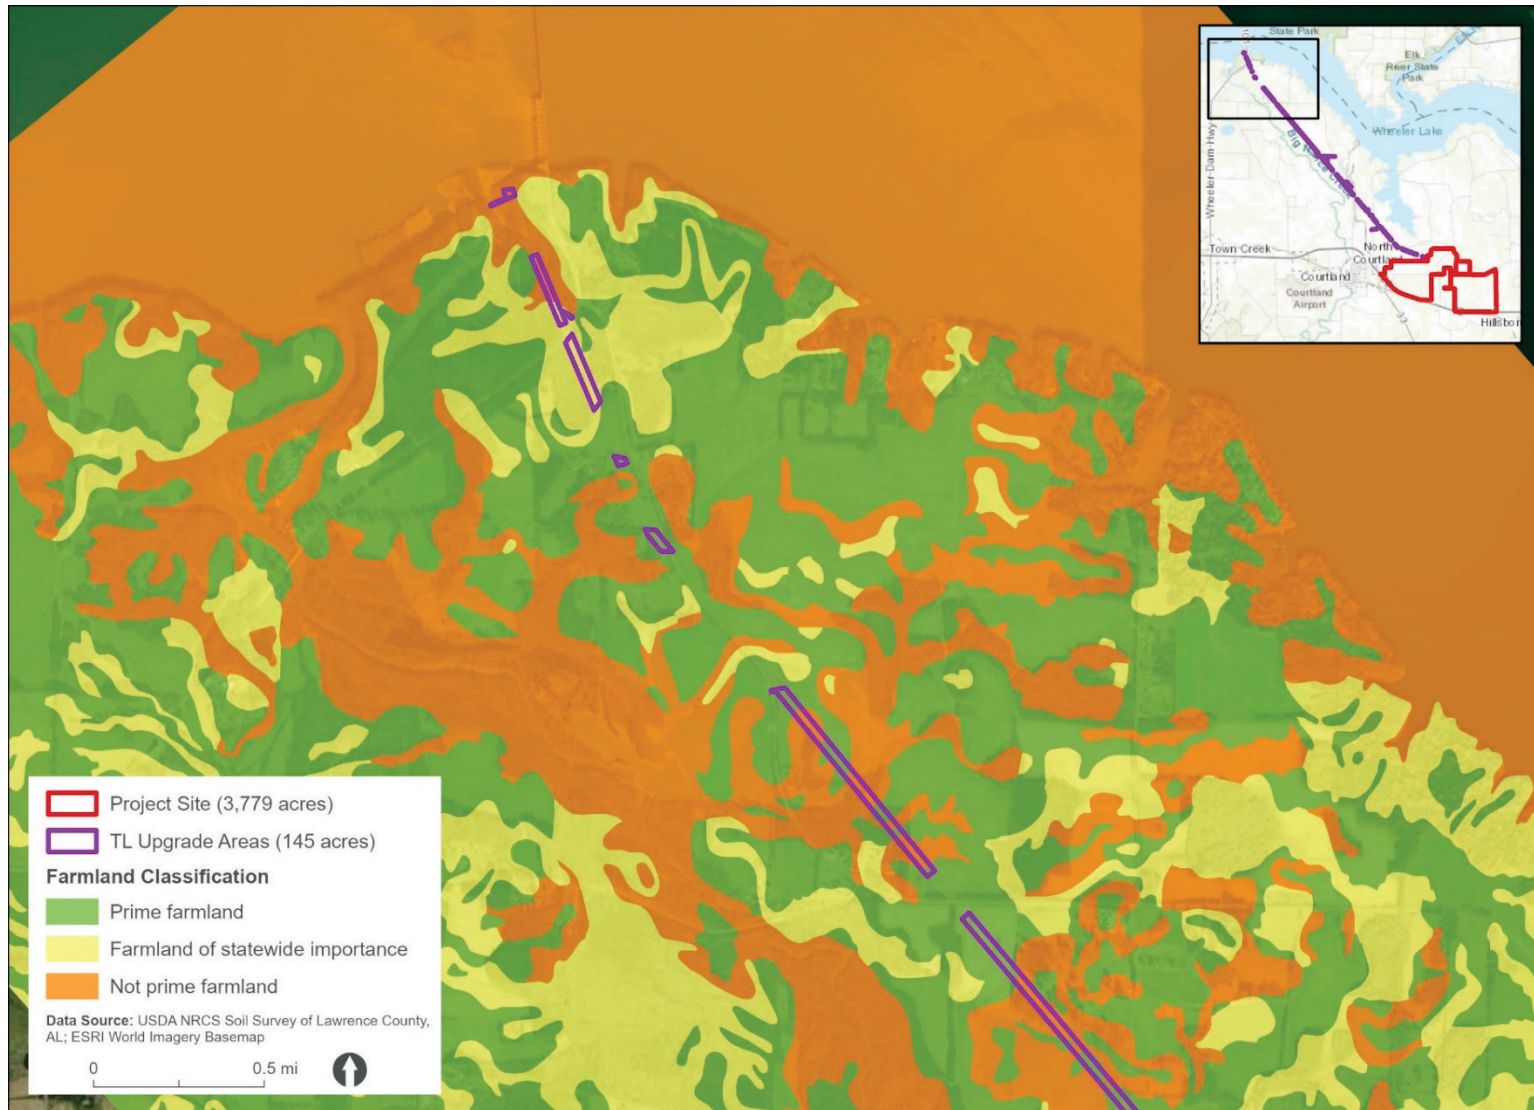 State Park
Elk
River State
Park
Wheeler Lake
Wheeler-Dam-Hwy
Town Creek
North
Courtland
Courtland
Courtland
Airport
33
Project Site (3,779 acres)
TL Upgrade Areas (145 acres)
Farmland Classification
Prime farmland
Farmland of statewide importance
Not prime farmland
Data Source: USDA NRCS Soil Survey of Lawrence County,
AL; ESRI World Imagery Basemap
0 0.5 mi